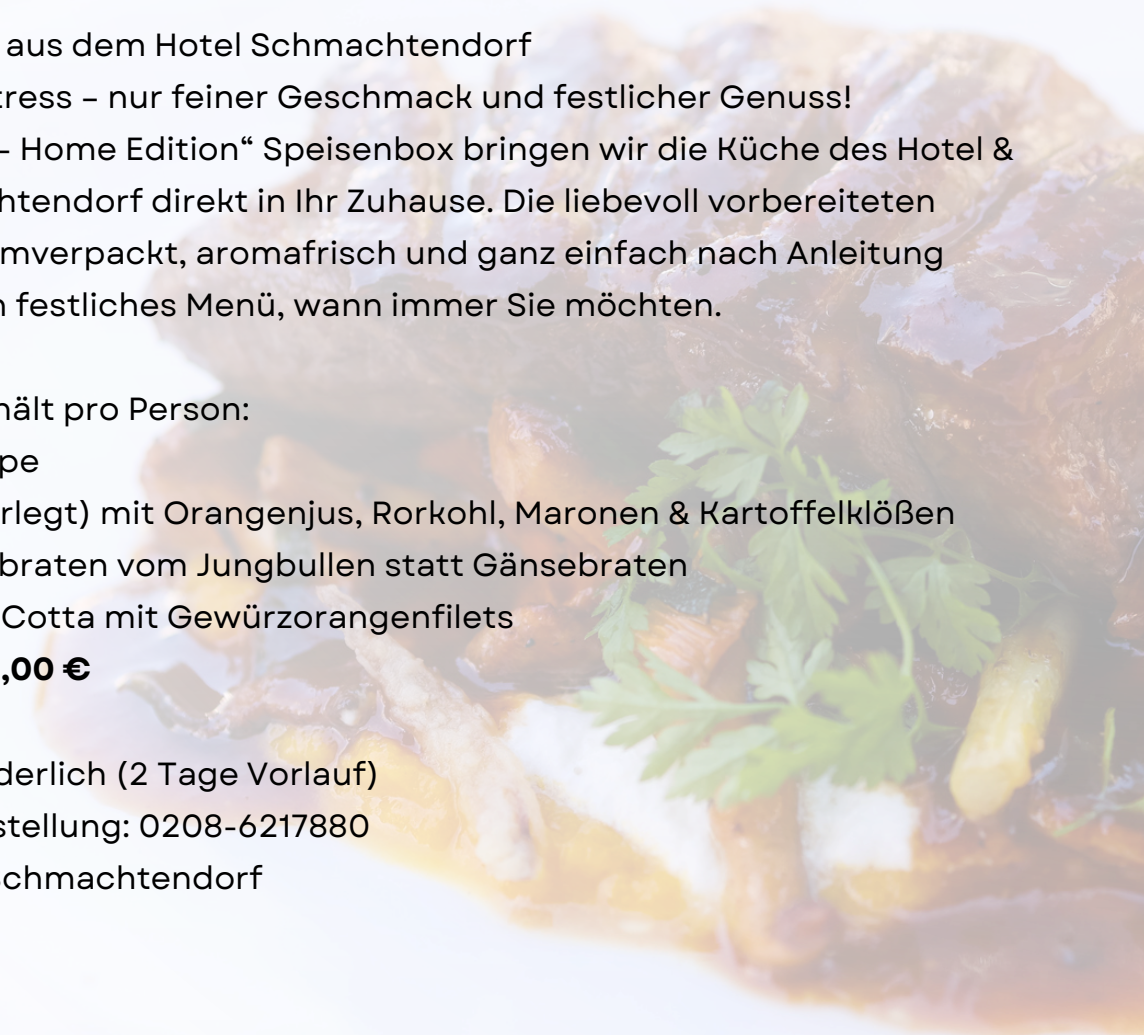 aus dem Hotel Schmachtendorf
tress – nur feiner Geschmack und festlicher Genuss!
– Home Edition“ Speisenbox bringen wir die Küche des Hotel &
htendorf direkt in Ihr Zuhause. Die liebevoll vorbereiteten
mverpackt, aromafrisch und ganz einfach nach Anleitung
n festliches Menü, wann immer Sie möchten.
hält pro Person:
pe
rlegt) mit Orangenjus, Rorkohl, Maronen & Kartoffelklößen
braten vom Jungbullen statt Gänsebraten
Cotta mit Gewürzorangenfilets
,00 €
derlich (2 Tage Vorlauf)
stellung: 0208-6217880
Schmachtendorf